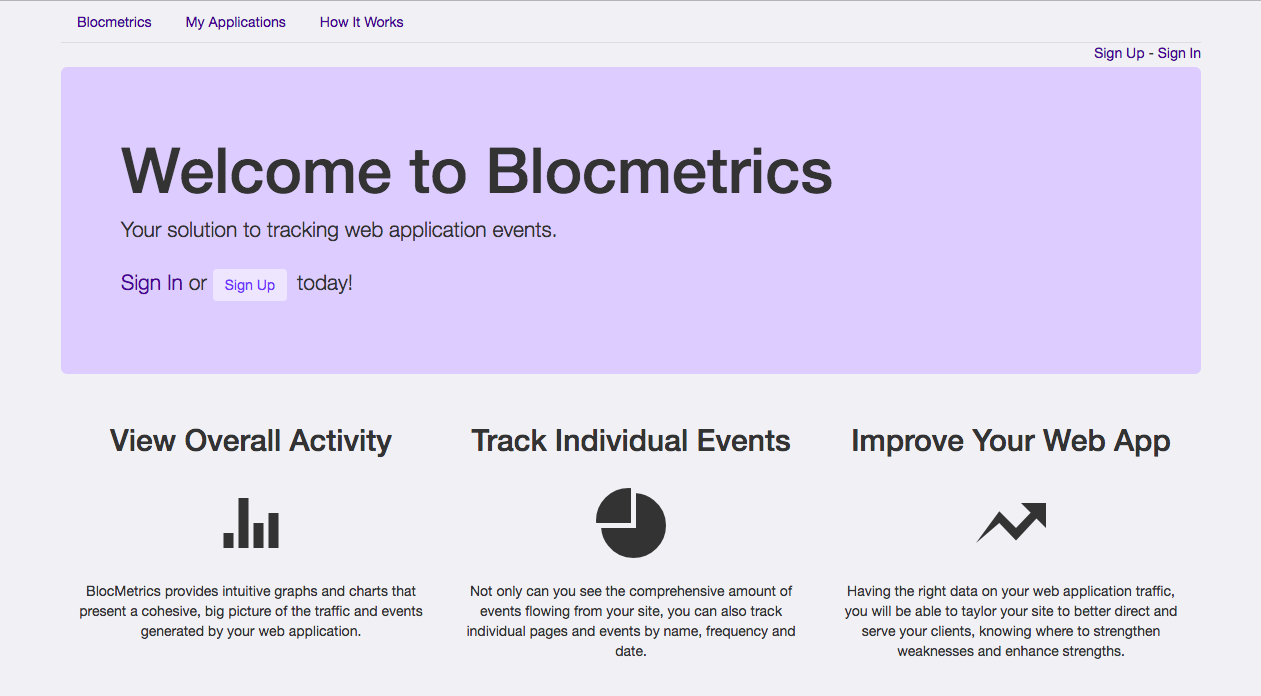 Blocmetrics My Applications How It Works
Sign Up - Sign In
Welcome to Blocmetrics
Your solution to tracking web application events.
Sign In or Sign Up today!
View Overall Activity
BlocMetrics provides intuitive graphs and charts that
present a cohesive, big picture of the traffic and events
generated by your web application.
Track Individual Events
Not only can you see the comprehensive amount of
events flowing from your site, you can also track
individual pages and events by name, frequency and
date.
Improve Your Web App
Having the right data on your web application traffic,
you will be able to taylor your site to better direct and
serve your clients, knowing where to strengthen
weaknesses and enhance strengths.